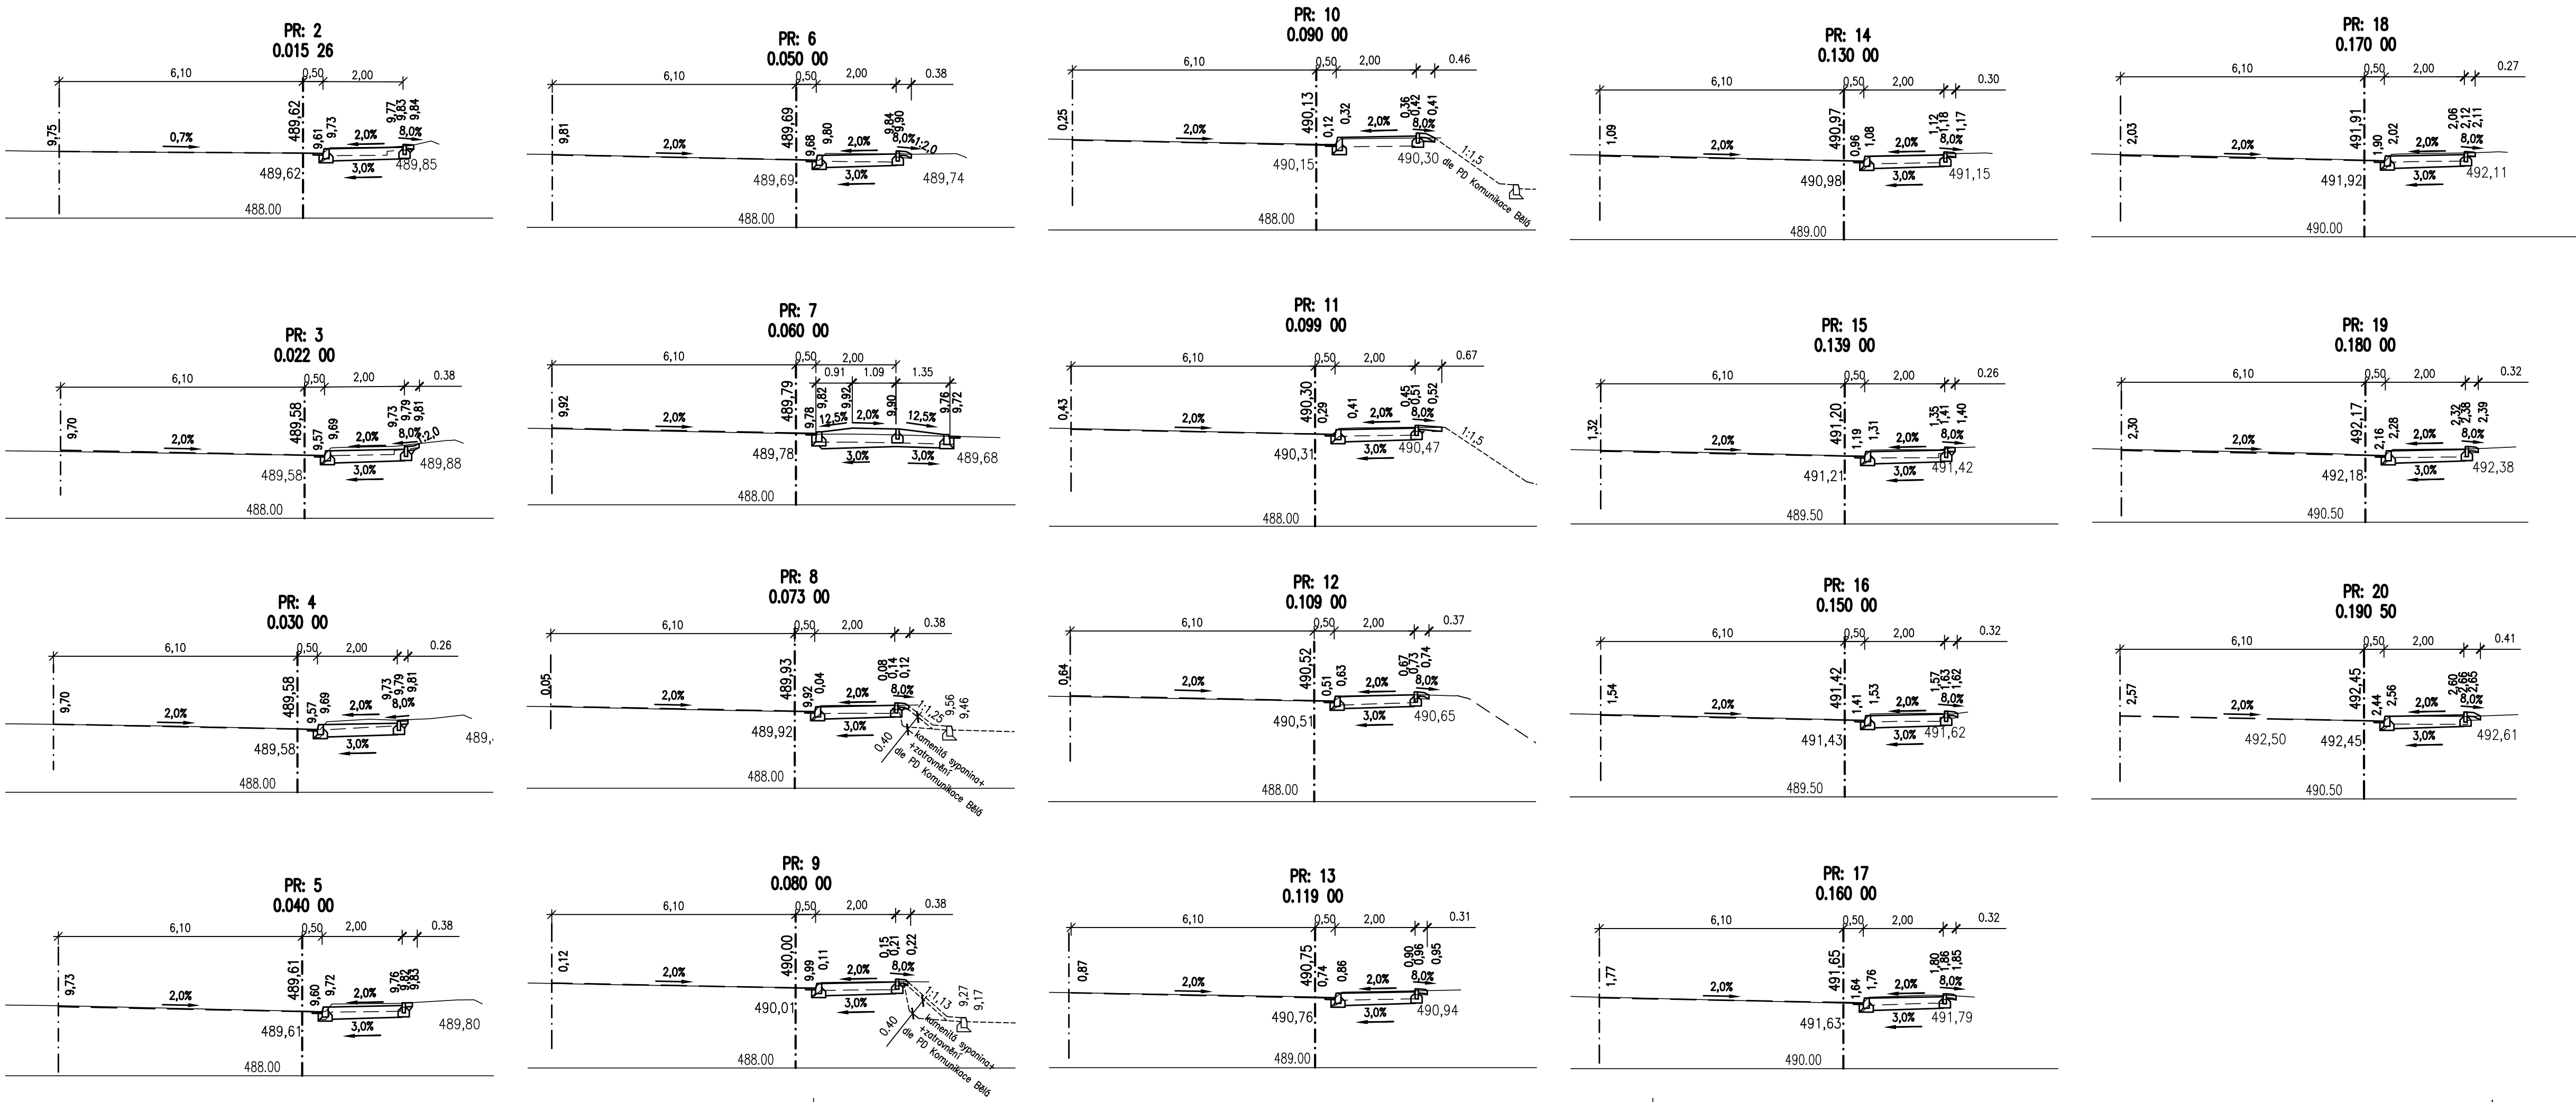 PR: 2
0.015 26
6,10 0,50 2,00
9,75 489,62 9,61 9,73 9,77 9,83 9,84
0,7% 2,0% 8,0%
489,62 3,0% 489,85
488.00
PR: 3
0.022 00
6,10 0,50 2,00 0.38
9,70 489,58 9,57 9,69 9,73 9,79 9,81
2,0% 2,0% 8,0% 1:2,0
489,58 3,0% 489,88
488.00
PR: 4
0.030 00
6,10 0,50 2,00 0.26
9,70 489,58 9,57 9,69 9,73 9,79 9,81
2,0% 2,0% 8,0%
489,58 3,0% 489,
488.00
PR: 5
0.040 00
6,10 0,50 2,00 0.38
9,73 489,61 9,60 9,72 9,76 9,82 9,83
2,0% 2,0%
489,61 3,0% 489,80
488.00
PR: 6
0.050 00
6,10 0,50 2,00 0.38
9,81 489,69 9,68 9,80 9,84 9,90
2,0% 2,0% 8,0% 1:2,0
489,69 3,0% 489,74
488.00
PR: 7
0.060 00
6,10 0,50 2,00
0.91 1.09 1.35
9,92 489,79 9,78 9,82 9,92 9,90 9,76 9,72
2,0% 12,5% 2,0% 12,5%
489,78 3,0% 3,0% 489,68
488.00
PR: 8
0.073 00
6,10 0,50 2,00 0.38
0,05 489,93 9,92 0,04 0,08 0,14 0,12
2,0% 2,0% 8,0% 1:1,25 9,56 9,46
489,92 3,0% 0.40
kamenitá sypanina+
+zatravnění
dle PD Komunikace Bělá
488.00
PR: 9
0.080 00
6,10 0,50 2,00 0.38
0,12 490,00 9,99 0,11 0,15 0,21 0,22
2,0% 2,0% 8,0% 1:1,13 9,27 9,17
490,01 3,0% 0.40
kamenitá sypanina+
+zatravnění
dle PD Komunikace Bělá
488.00
PR: 10
0.090 00
6,10 0,50 2,00 0.46
0,25 490,13 0,12 0,32 0,36 0,42 0,41
2,0% 2,0% 8,0% 1:1,5
490,15 490,30
dle PD Komunikace Bělá
488.00
PR: 11
0.099 00
6,10 0,50 2,00 0.67
0,43 490,30 0,29 0,41 0,45 0,51 0,52
2,0% 2,0% 8,0% 1:1,5
490,31 3,0% 490,47
488.00
PR: 12
0.109 00
6,10 0,50 2,00 0.37
0,64 490,52 0,51 0,63 0,67 0,73 0,74
2,0% 2,0% 8,0%
490,51 3,0% 490,65
488.00
PR: 13
0.119 00
6,10 0,50 2,00 0.31
0,87 490,75 0,74 0,86 0,90 0,96 0,95
2,0% 2,0% 8,0%
490,76 3,0% 490,94
489.00
PR: 14
0.130 00
6,10 0,50 2,00 0.30
1,09 490,97 0,96 1,08 1,12 1,18 1,17
2,0% 2,0% 8,0%
490,98 3,0% 491,15
489.00
PR: 15
0.139 00
6,10 0,50 2,00 0.26
1,32 491,20 1,19 1,31 1,35 1,41 1,40
2,0% 2,0% 8,0%
491,21 3,0% 491,42
489.50
PR: 16
0.150 00
6,10 0,50 2,00 0.32
1,54 491,42 1,41 1,53 1,57 1,63 1,62
2,0% 2,0% 8,0%
491,43 3,0% 491,62
489.50
PR: 17
0.160 00
6,10 0,50 2,00 0.32
1,77 491,65 1,64 1,76 1,80 1,86 1,85
2,0% 2,0% 8,0%
491,63 3,0% 491,79
490.00
PR: 18
0.170 00
6,10 0,50 2,00 0.27
2,03 491,91 1,90 2,02 2,06 2,12 2,11
2,0% 2,0% 8,0%
491,92 3,0% 492,11
490.00
PR: 19
0.180 00
6,10 0,50 2,00 0.32
2,30 492,17 2,16 2,28 2,32 2,38 2,39
2,0% 2,0% 8,0%
492,18 3,0% 492,38
490.50
PR: 20
0.190 50
6,10 0,50 2,00 0.41
2,57 492,45 2,44 2,56 2,60 2,66 2,65
2,0% 2,0% 8,0%
492,50 492,45 3,0% 492,61
490.50